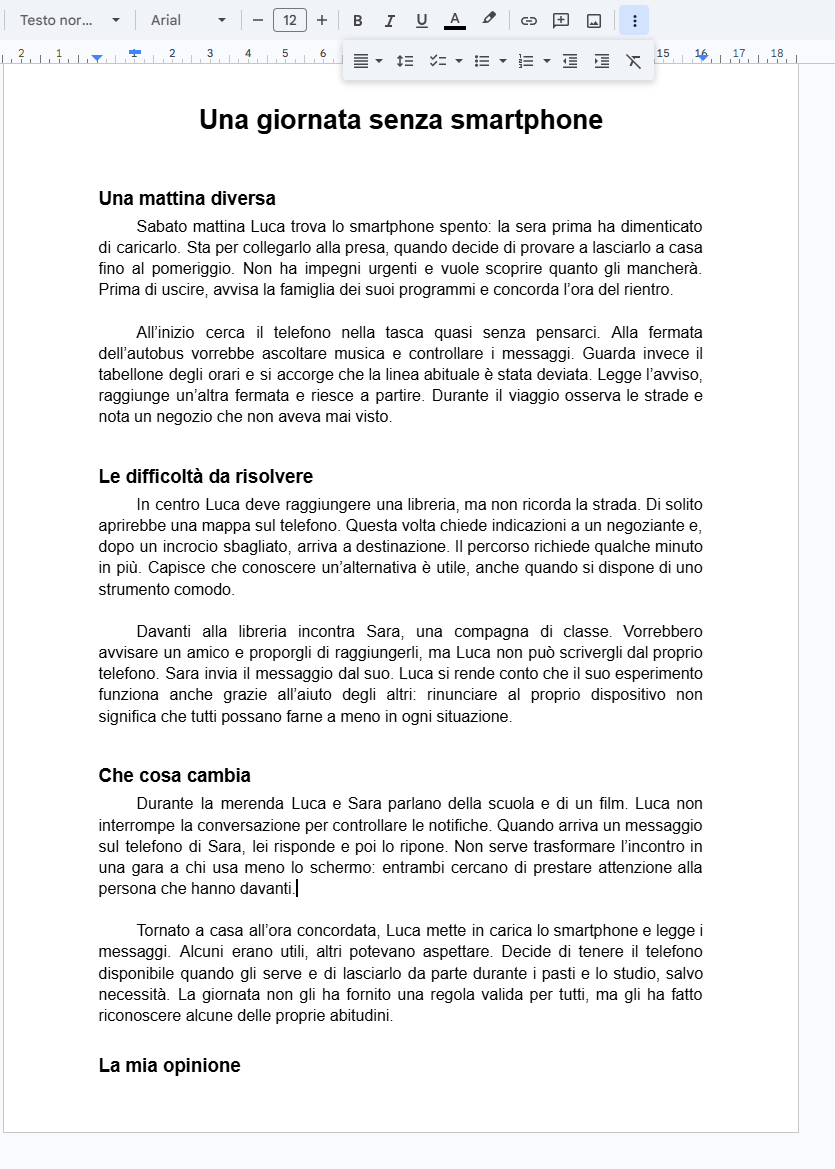 Testo nor...
Arial
12
B
I
U
A
2 1 1 2 3 4 5 6 15 16 17 18
Una giornata senza smartphone
Una mattina diversa
Sabato mattina Luca trova lo smartphone spento: la sera prima ha dimenticato
di caricarlo. Sta per collegarlo alla presa, quando decide di provare a lasciarlo a casa
fino al pomeriggio. Non ha impegni urgenti e vuole scoprire quanto gli mancherà.
Prima di uscire, avvisa la famiglia dei suoi programmi e concorda l’ora del rientro.
All’inizio cerca il telefono nella tasca quasi senza pensarci. Alla fermata
dell’autobus vorrebbe ascoltare musica e controllare i messaggi. Guarda invece il
tabellone degli orari e si accorge che la linea abituale è stata deviata. Legge l’avviso,
raggiunge un’altra fermata e riesce a partire. Durante il viaggio osserva le strade e
nota un negozio che non aveva mai visto.
Le difficoltà da risolvere
In centro Luca deve raggiungere una libreria, ma non ricorda la strada. Di solito
aprirebbe una mappa sul telefono. Questa volta chiede indicazioni a un negoziante e,
dopo un incrocio sbagliato, arriva a destinazione. Il percorso richiede qualche minuto
in più. Capisce che conoscere un’alternativa è utile, anche quando si dispone di uno
strumento comodo.
Davanti alla libreria incontra Sara, una compagna di classe. Vorrebbero
avvisare un amico e proporgli di raggiungerli, ma Luca non può scrivergli dal proprio
telefono. Sara invia il messaggio dal suo. Luca si rende conto che il suo esperimento
funziona anche grazie all’aiuto degli altri: rinunciare al proprio dispositivo non
significa che tutti possano farne a meno in ogni situazione.
Che cosa cambia
Durante la merenda Luca e Sara parlano della scuola e di un film. Luca non
interrompe la conversazione per controllare le notifiche. Quando arriva un messaggio
sul telefono di Sara, lei risponde e poi lo ripone. Non serve trasformare l’incontro in
una gara a chi usa meno lo schermo: entrambi cercano di prestare attenzione alla
persona che hanno davanti.
Tornato a casa all’ora concordata, Luca mette in carica lo smartphone e legge i
messaggi. Alcuni erano utili, altri potevano aspettare. Decide di tenere il telefono
disponibile quando gli serve e di lasciarlo da parte durante i pasti e lo studio, salvo
necessità. La giornata non gli ha fornito una regola valida per tutti, ma gli ha fatto
riconoscere alcune delle proprie abitudini.
La mia opinione